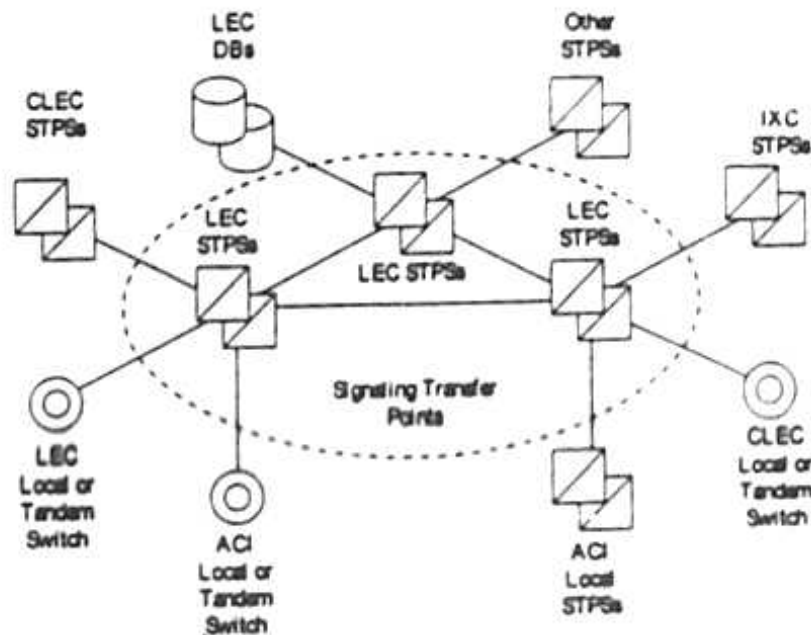 LEC
DBs
Other
STPSs
CLEC
STPSs
IXC
STPSs
LEC
STPSs
LEC STPSs
LEC
STPSs
Signaling Transfer
Points
LEC
Local or
Tandem
Switch
ACI
Local or
Tandem
Switch
ACI
Local
STPSs
CLEC
Local or
Tandem
Switch